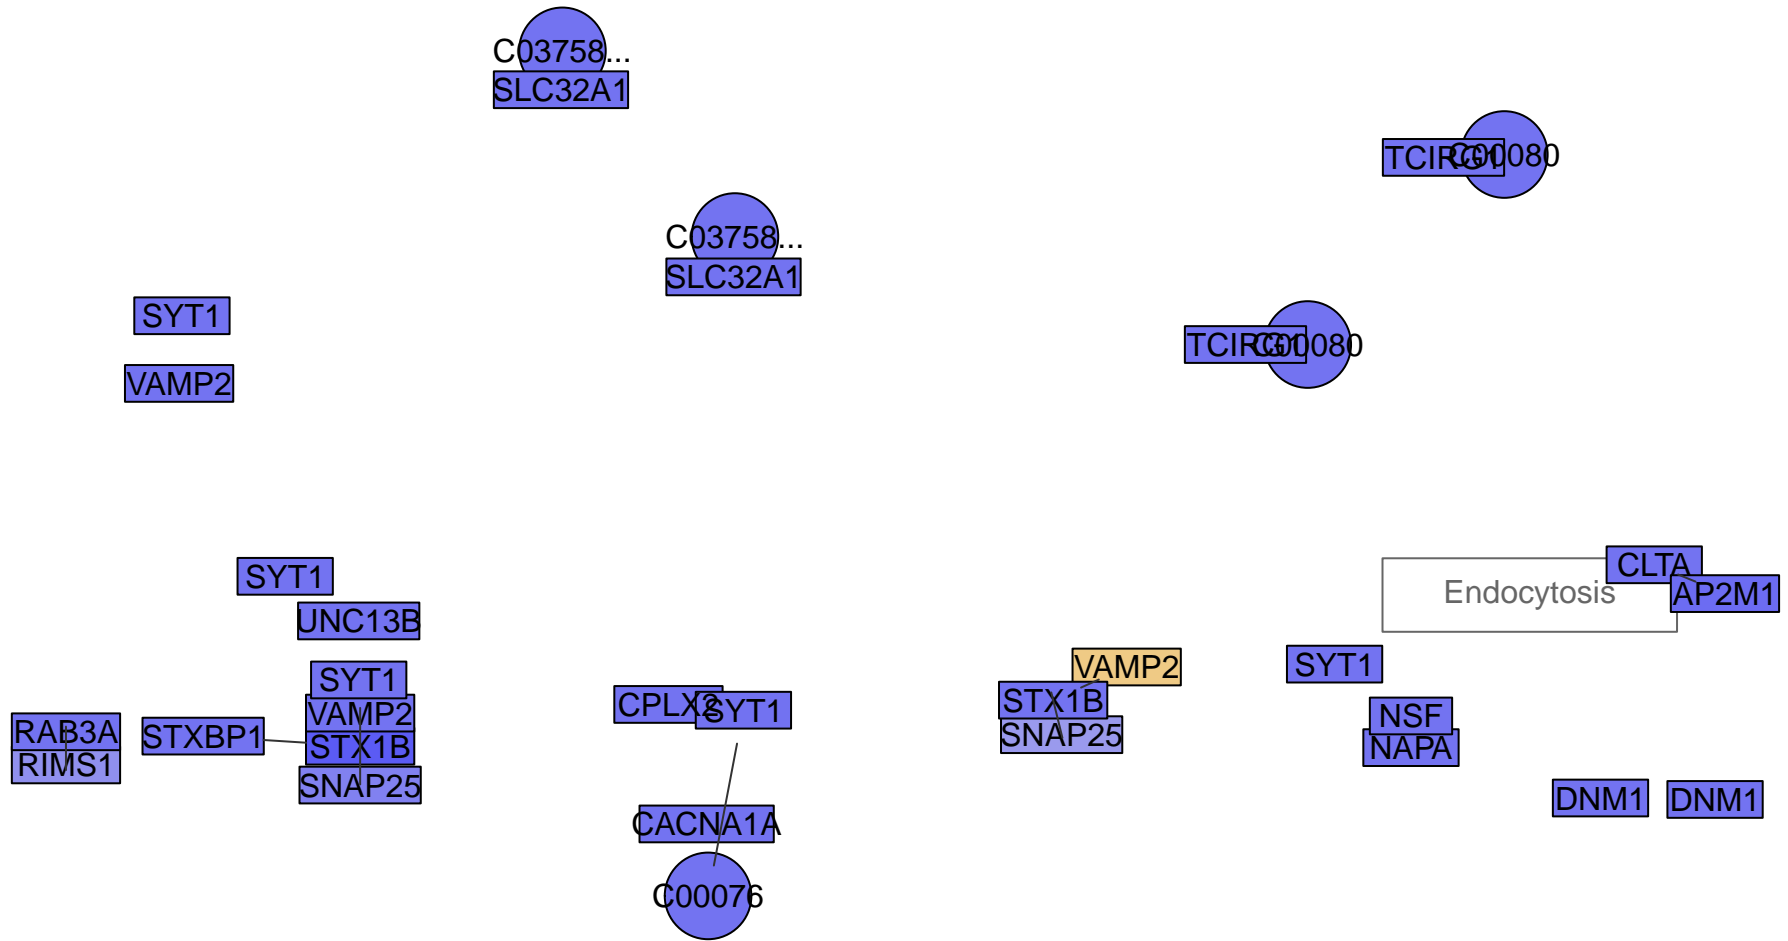 C03758...
SLC32A1
TCIRG1
C00080
C03758...
SLC32A1
SYT1
TCIRG1
C00080
VAMP2
SYT1
CLTA
Endocytosis
AP2M1
UNC13B
SYT1
VAMP2
SYT1
CPLX2
SYT1
STX1B
VAMP2
NSF
RAB3A
STXBP1
STX1B
SNAP25
NAPA
RIMS1
SNAP25
DNM1
DNM1
CACNA1A
C00076